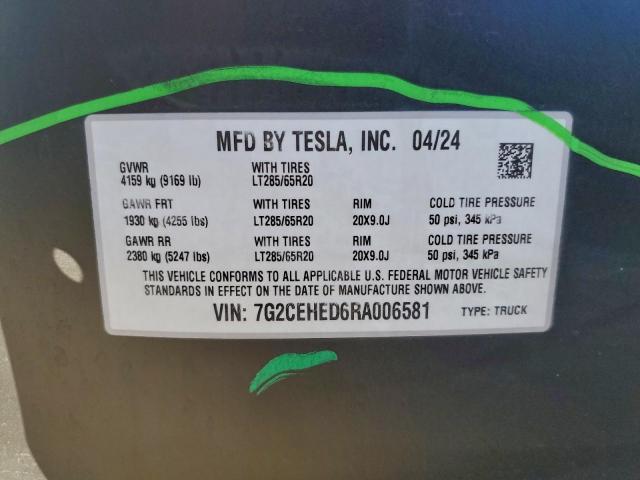 MFD BY TESLA, INC. 04/24
GVWR WITH TIRES
4159 kg (9169 lb) LT285/65R20
GAWR FRT WITH TIRES RIM COLD TIRE PRESSURE
1930 kg (4255 lbs) LT285/65R20 20X9.0J 50 psi, 345 kPa
GAWR RR WITH TIRES RIM COLD TIRE PRESSURE
2380 kg (5247 lbs) LT285/65R20 20X9.0J 50 psi, 345 kPa
THIS VEHICLE CONFORMS TO ALL APPLICABLE U.S. FEDERAL MOTOR VEHICLE SAFETY
STANDARDS IN EFFECT ON THE DATE OF MANUFACTURE SHOWN ABOVE.
VIN: 7G2CEHED6RA006581 TYPE: TRUCK